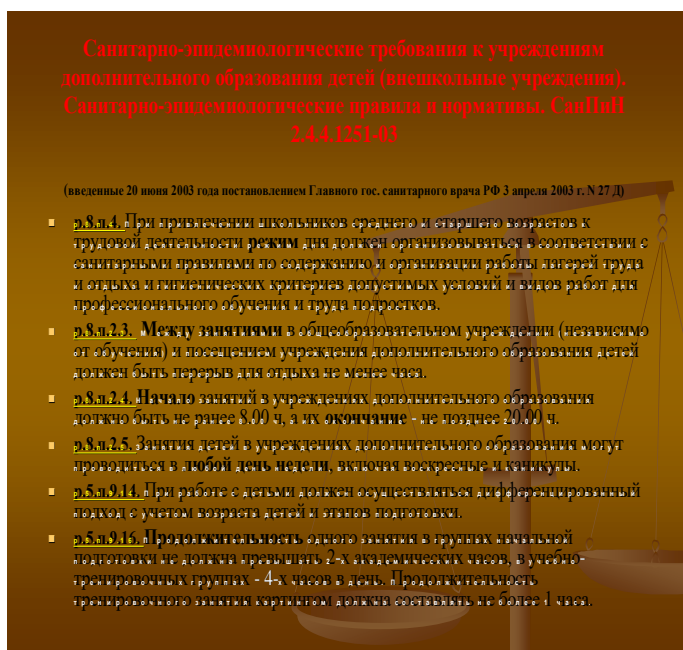 Санитарно-эпидемиологические требования к учреждениям
дополнительного образования детей (внешкольные учреждения).
Санитарно-эпидемиологические правила и нормативы. СанПиН
2.4.4.1251-03
(введенные 20 июня 2003 года постановлением Главного гос. санитарного врача РФ 3 апреля 2003 г. N 27 Д)
р.8.п.4. При привлечении школьников среднего и старшего возрастов к
трудовой деятельности режим дня должен организовываться в соответствии с
санитарными правилами по содержанию и организации работы лагерей труда
и отдыха и гигиенических критериев допустимых условий и видов работ для
профессионального обучения и труда подростков.
р.8.п.2.3. Между занятиями в общеобразовательном учреждении (независимо
от обучения) и посещением учреждения дополнительного образования детей
должен быть перерыв для отдыха не менее часа.
р.8.п.2.4. Начало занятий в учреждениях дополнительного образования
должно быть не ранее 8.00 ч, а их окончание - не позднее 20.00 ч.
р.8.п.2.5. Занятия детей в учреждениях дополнительного образования могут
проводиться в любой день недели, включая воскресные и каникулы.
р.5.п.9.14. При работе с детьми должен осуществляться дифференцированный
подход с учетом возраста детей и этапов подготовки.
р.5.п.9.16. Продолжительность одного занятия в группах начальной
подготовки не должна превышать 2-х академических часов, в учебно-
тренировочных группах - 4-х часов в день. Продолжительность
тренировочного занятия картингом должна составлять не более 1 часа.